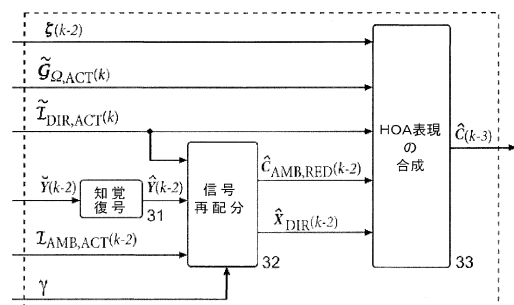 ζ(k-2)
G̃Ω,ACT(k)
ĨDIR,ACT(k)
HOA表現
の
合成
Ĉ(k-3)
Y̆(k-2)
知覚
復号
31
Ŷ(k-2)
信号
再配分
ĈAMB,RED(k-2)
X̂DIR(k-2)
IAMB,ACT(k-2)
32
33
γ